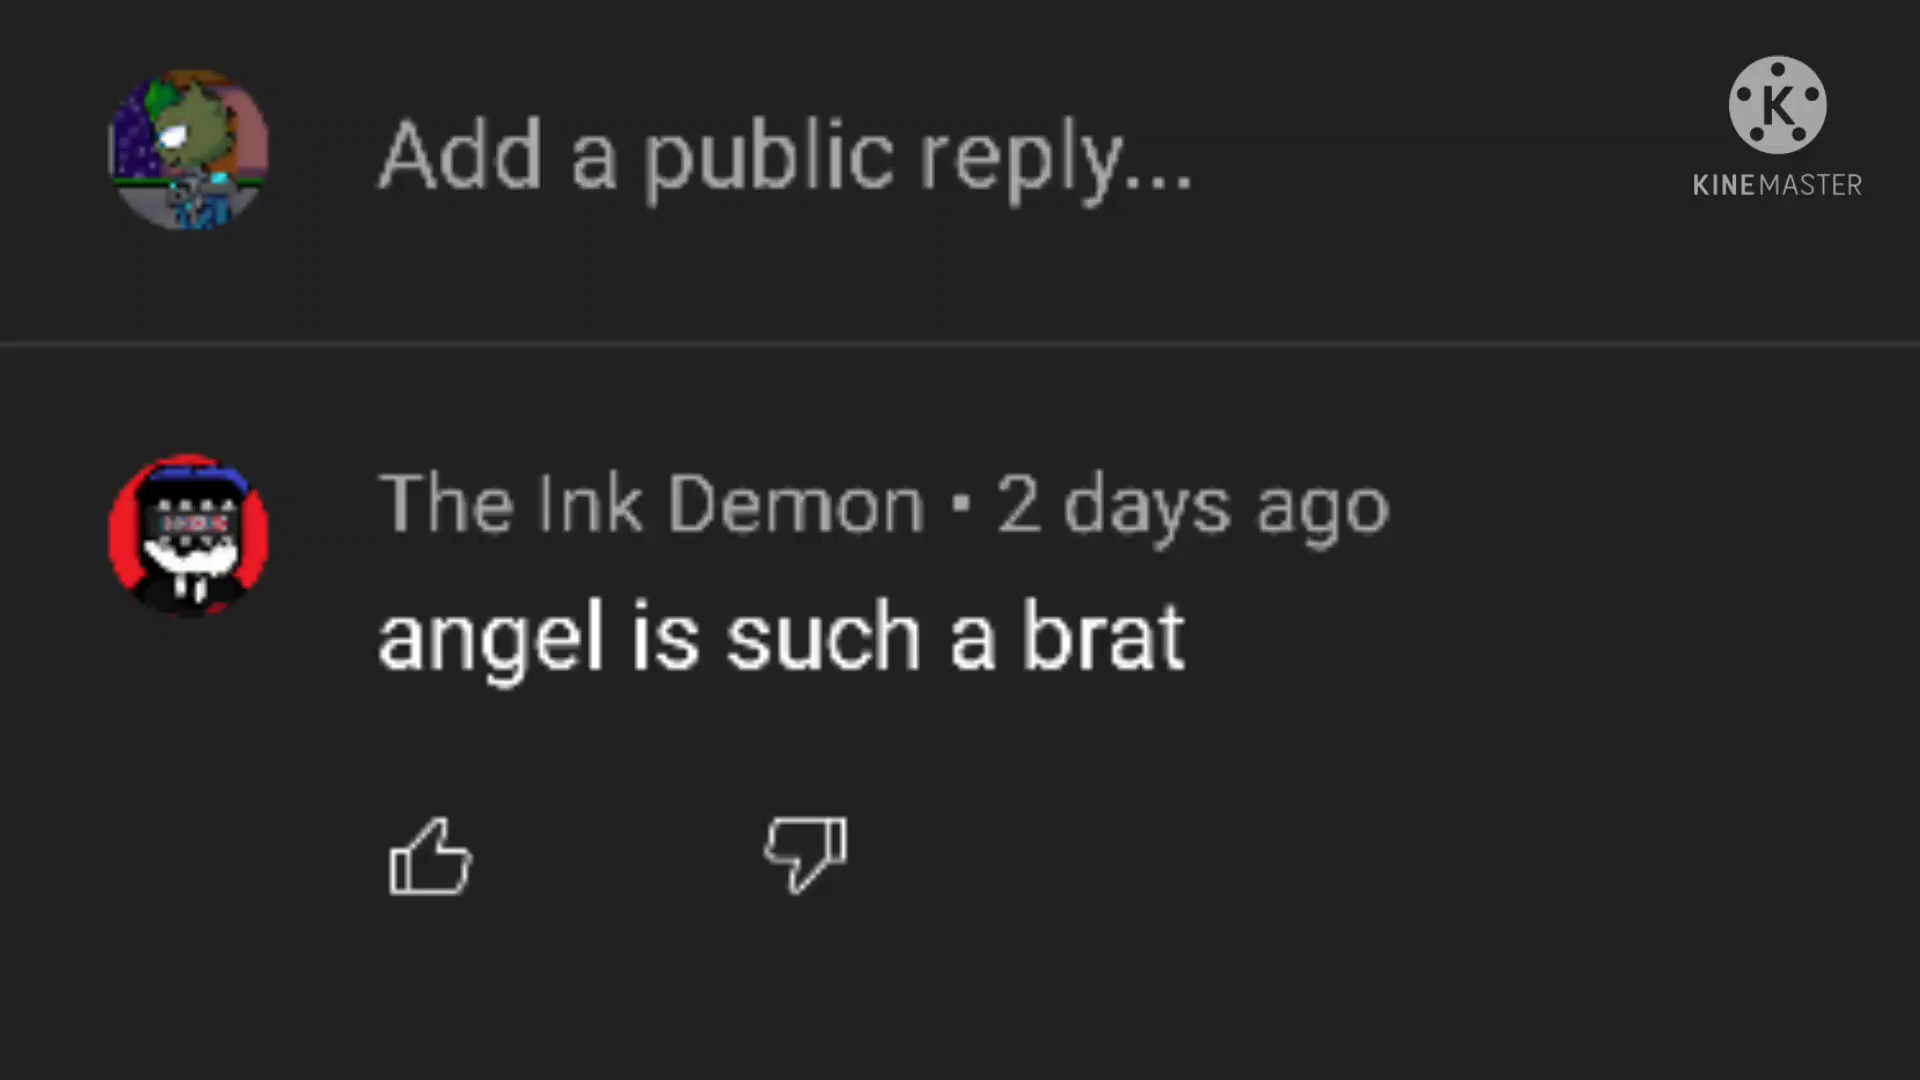 Add a public reply...
K
KINEMASTER
The Ink Demon • 2 days ago
angel is such a brat